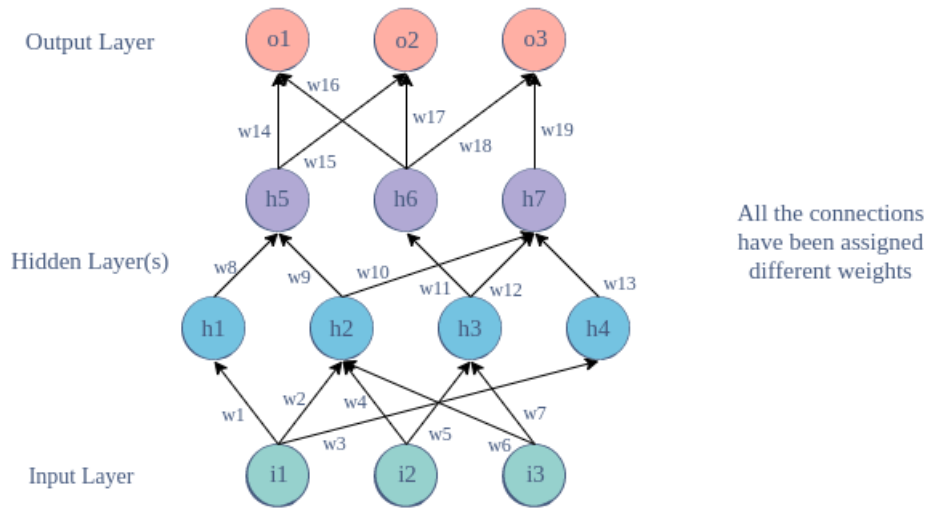 Output Layer
o1
o2
o3
w16
w14
w17
w19
w15
w18
h5
h6
h7
All the connections
have been assigned
different weights
Hidden Layer(s)
w8
w9
w10
w11
w12
w13
h1
h2
h3
h4
w1
w2
w4
w3
w5
w6
w7
Input Layer
i1
i2
i3